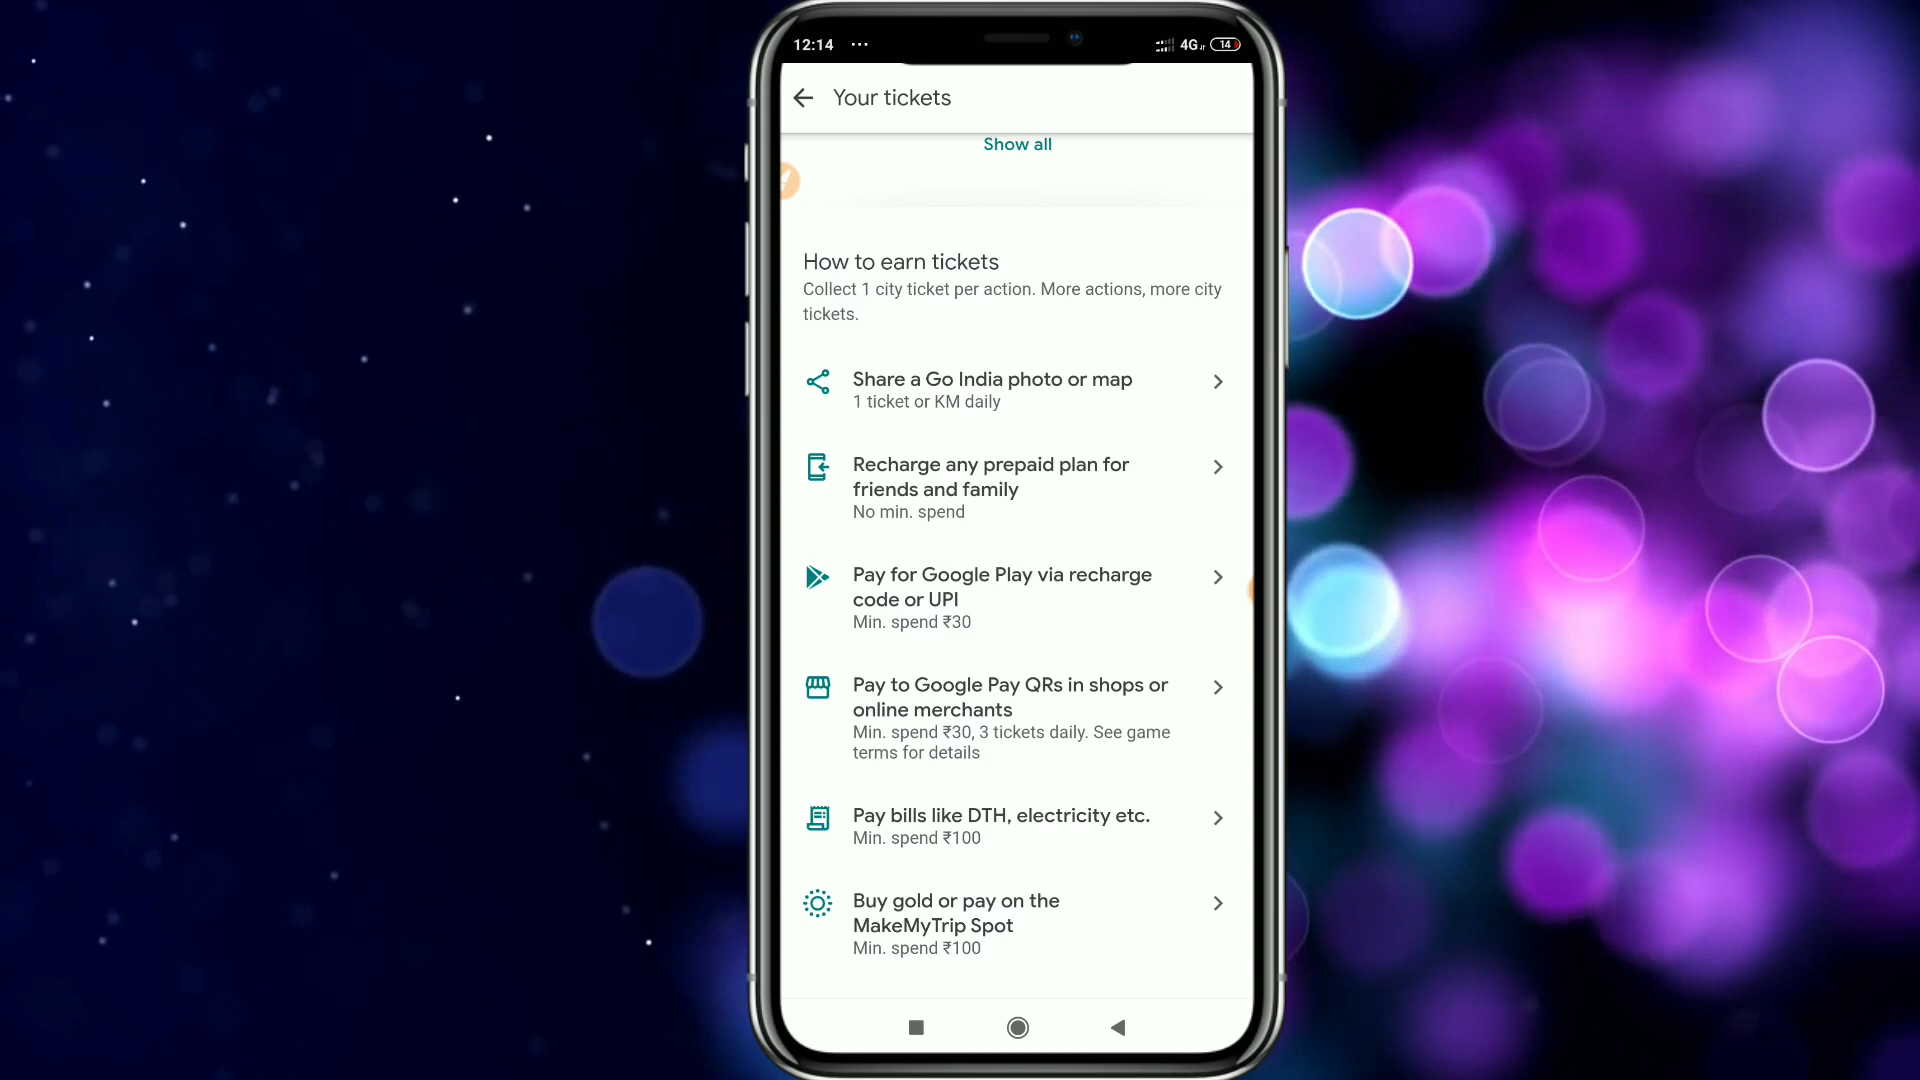 12:14 ... 4G 14
Your tickets
Show all
How to earn tickets
Collect 1 city ticket per action. More actions, more city
tickets.
Share a Go India photo or map
1 ticket or KM daily
Recharge any prepaid plan for
friends and family
No min. spend
Pay for Google Play via recharge
code or UPI
Min. spend ₹30
Pay to Google Pay QRs in shops or
online merchants
Min. spend ₹30, 3 tickets daily. See game
terms for details
Pay bills like DTH, electricity etc.
Min. spend ₹100
Buy gold or pay on the
MakeMyTrip Spot
Min. spend ₹100